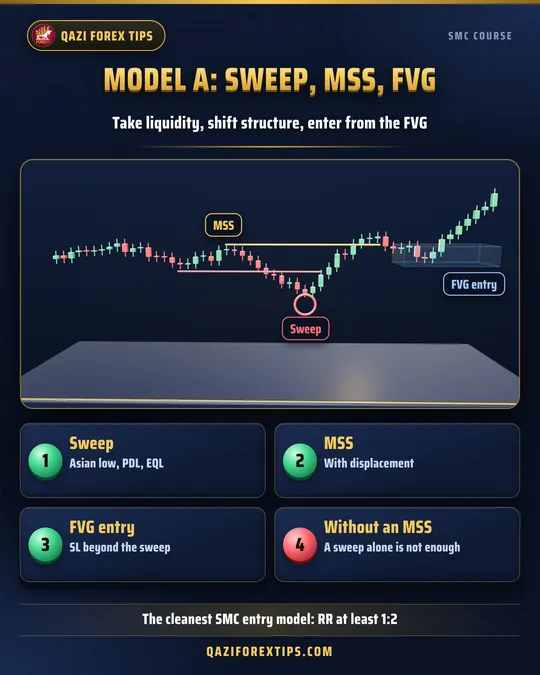 QAZI FOREX TIPS
SMC COURSE
MODEL A: SWEEP, MSS, FVG
Take liquidity, shift structure, enter from the FVG
MSS
FVG entry
Sweep
1
Sweep
Asian low, PDL, EQL
2
MSS
With displacement
3
FVG entry
SL beyond the sweep
4
Without an MSS
A sweep alone is not enough
The cleanest SMC entry model: RR at least 1:2
QAZIFOREXTIPS.COM